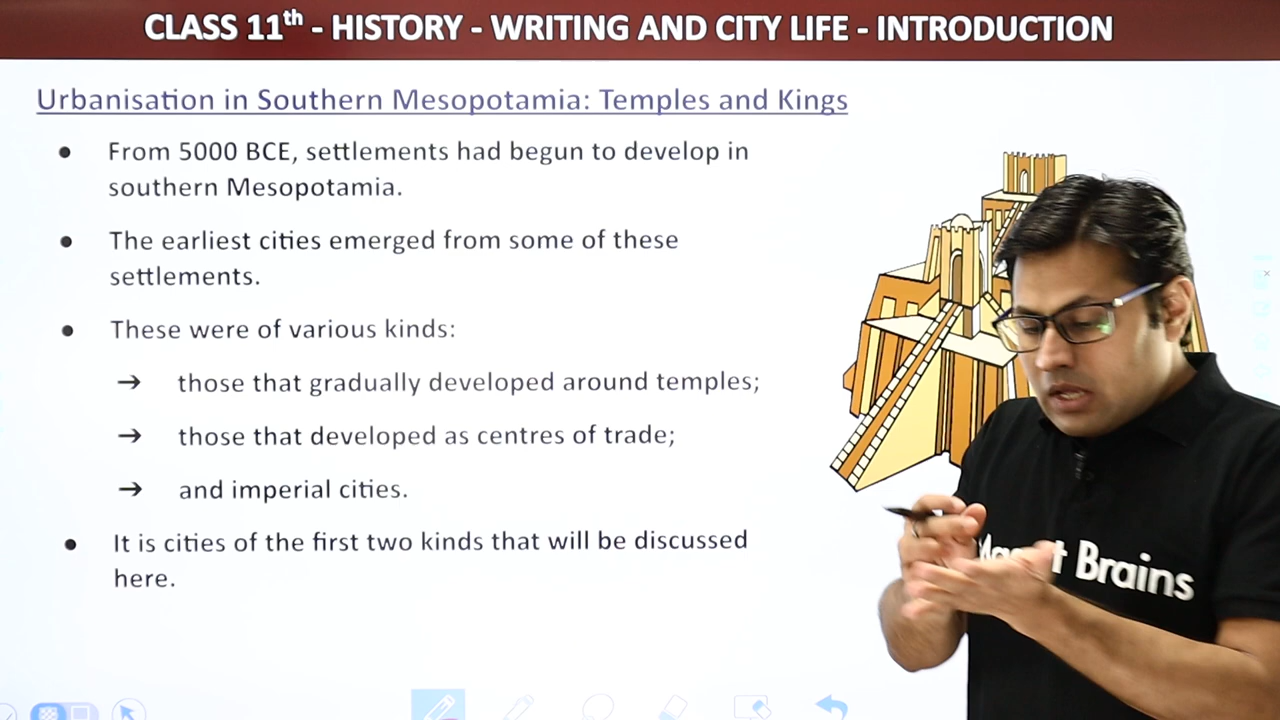 CLASS 11th - HISTORY - WRITING AND CITY LIFE - INTRODUCTION
Urbanisation in Southern Mesopotamia: Temples and Kings
● From 5000 BCE, settlements had begun to develop in
southern Mesopotamia.
● The earliest cities emerged from some of these
settlements.
● These were of various kinds:
➔ those that gradually developed around temples;
➔ those that developed as centres of trade;
➔ and imperial cities.
● It is cities of the first two kinds that will be discussed
here.
Brains